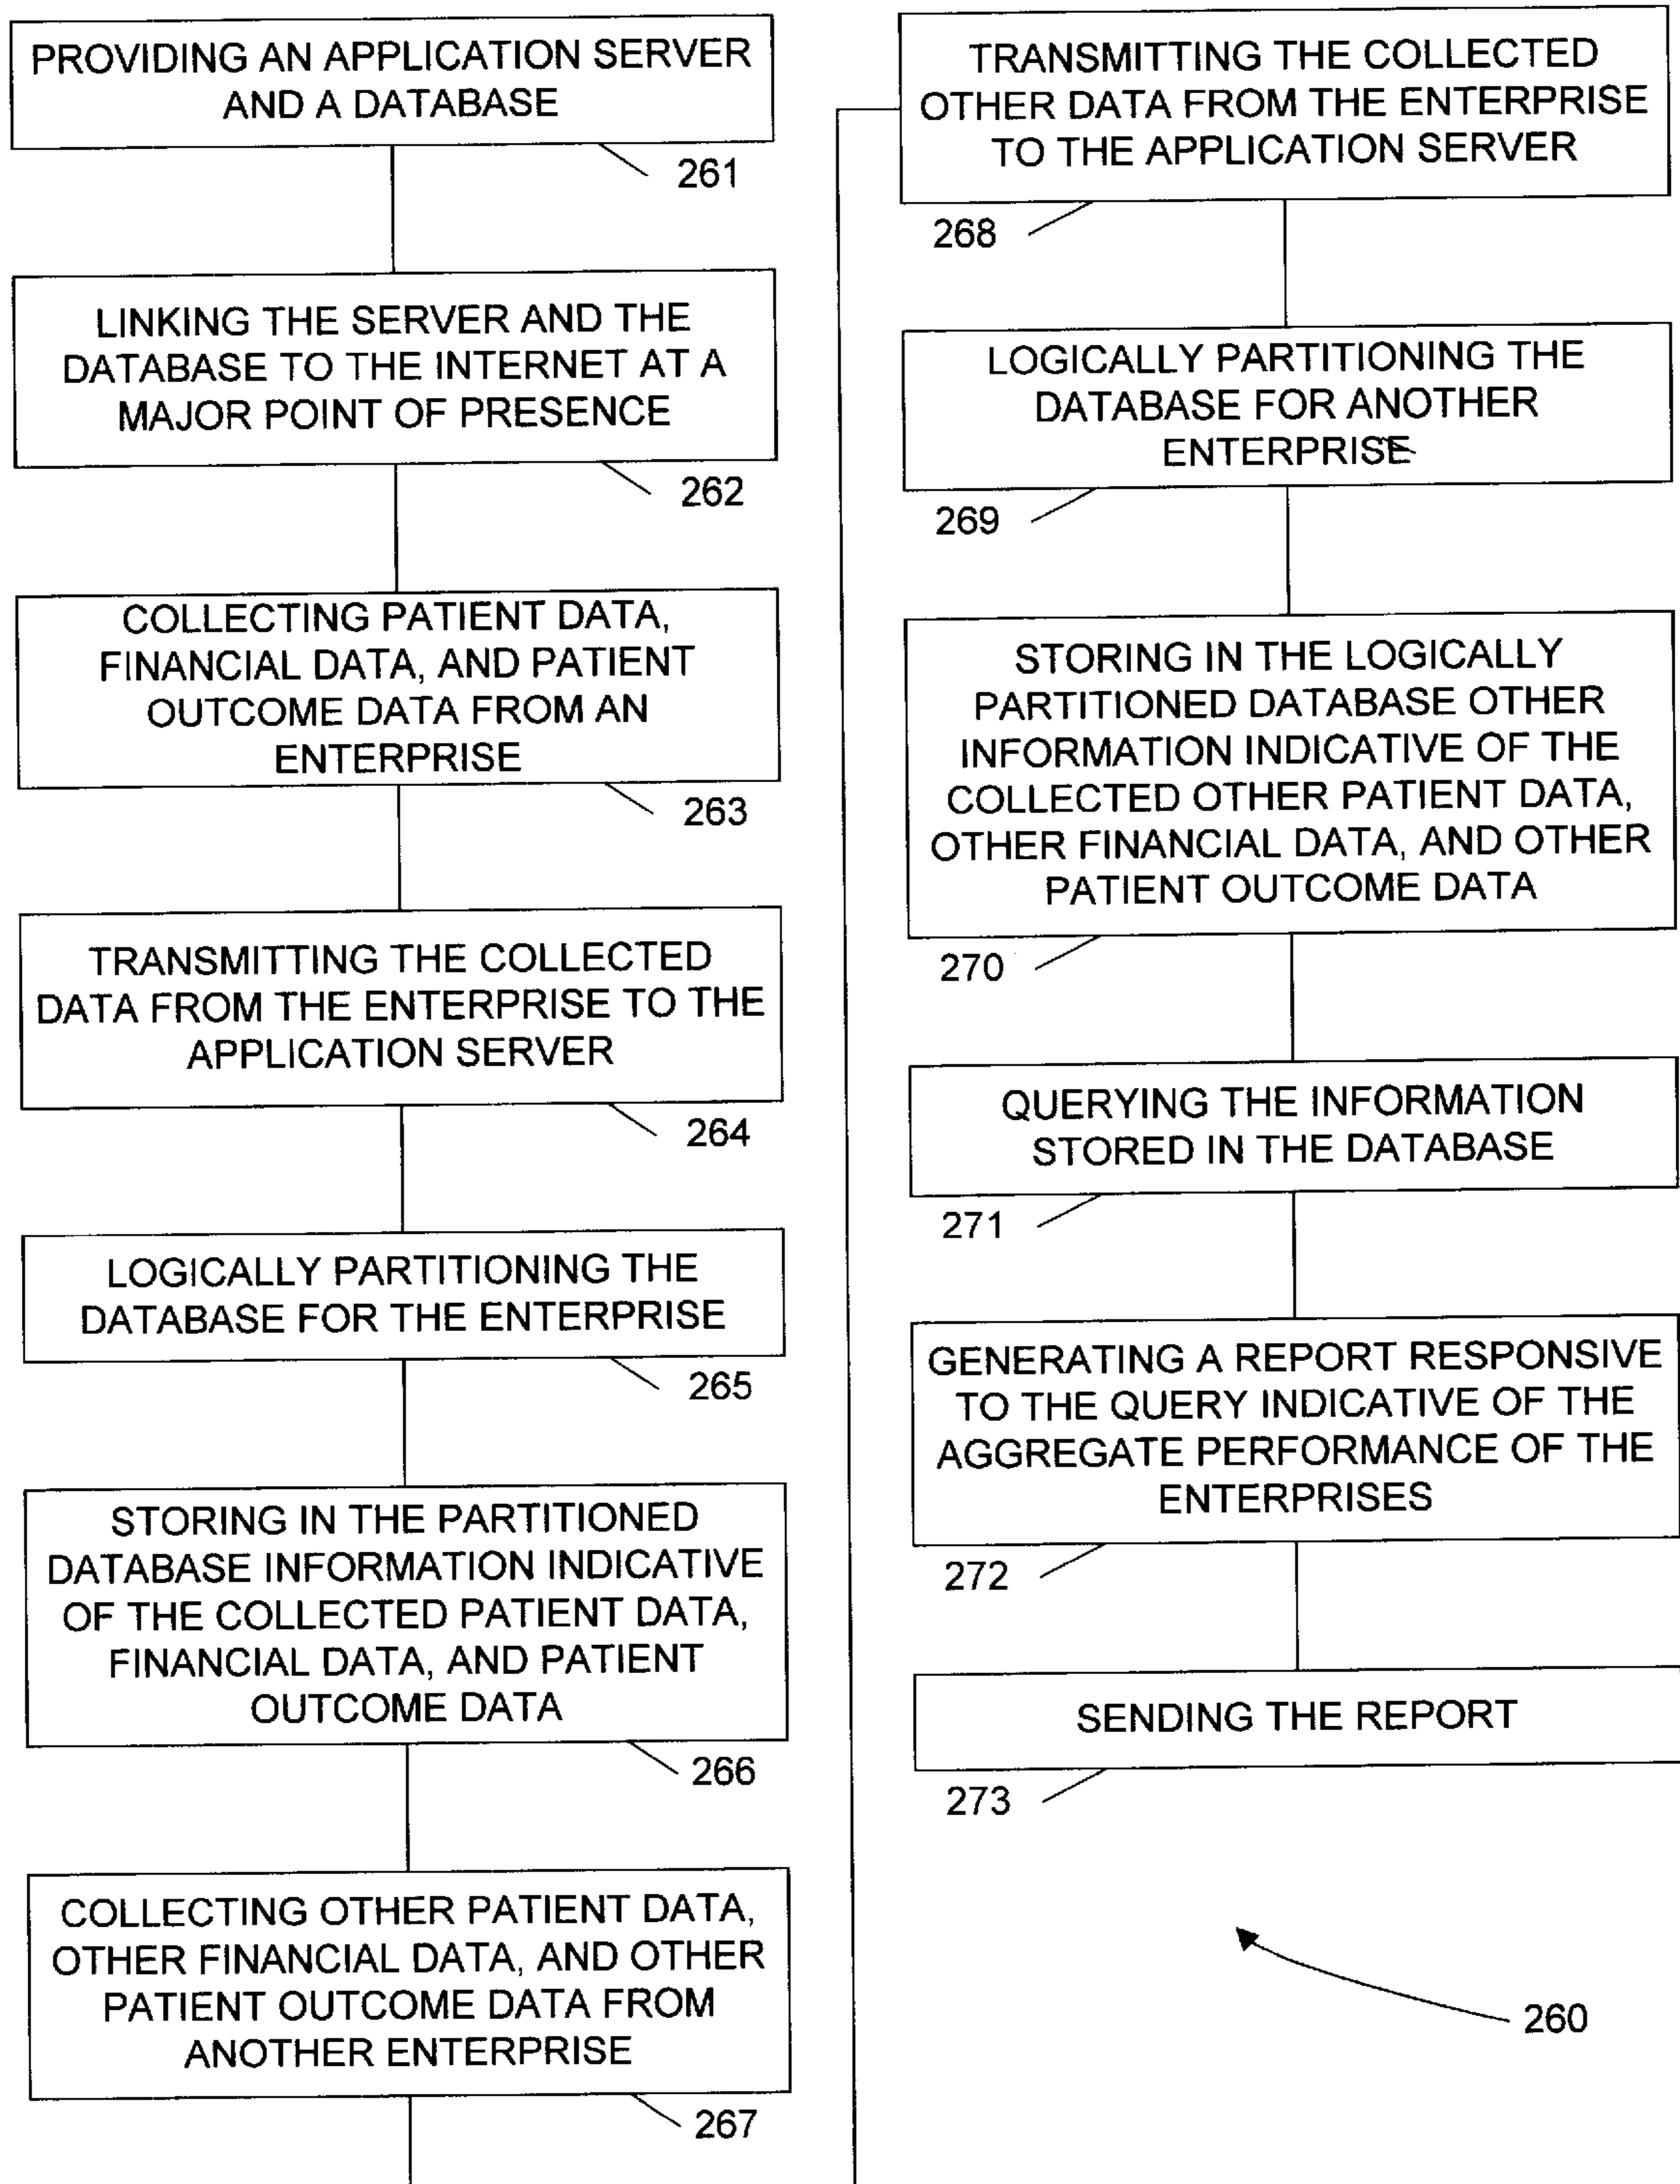 PROVIDING AN APPLICATION SERVER
AND A DATABASE
261
LINKING THE SERVER AND THE
DATABASE TO THE INTERNET AT A
MAJOR POINT OF PRESENCE
262
COLLECTING PATIENT DATA,
FINANCIAL DATA, AND PATIENT
OUTCOME DATA FROM AN
ENTERPRISE
263
TRANSMITTING THE COLLECTED
DATA FROM THE ENTERPRISE TO THE
APPLICATION SERVER
264
LOGICALLY PARTITIONING THE
DATABASE FOR THE ENTERPRISE
265
STORING IN THE PARTITIONED
DATABASE INFORMATION INDICATIVE
OF THE COLLECTED PATIENT DATA,
FINANCIAL DATA, AND PATIENT
OUTCOME DATA
266
COLLECTING OTHER PATIENT DATA,
OTHER FINANCIAL DATA, AND OTHER
PATIENT OUTCOME DATA FROM
ANOTHER ENTERPRISE
267
TRANSMITTING THE COLLECTED
OTHER DATA FROM THE ENTERPRISE
TO THE APPLICATION SERVER
268
LOGICALLY PARTITIONING THE
DATABASE FOR ANOTHER
ENTERPRISE
269
STORING IN THE LOGICALLY
PARTITIONED DATABASE OTHER
INFORMATION INDICATIVE OF THE
COLLECTED OTHER PATIENT DATA,
OTHER FINANCIAL DATA, AND OTHER
PATIENT OUTCOME DATA
270
QUERYING THE INFORMATION
STORED IN THE DATABASE
271
GENERATING A REPORT RESPONSIVE
TO THE QUERY INDICATIVE OF THE
AGGREGATE PERFORMANCE OF THE
ENTERPRISES
272
SENDING THE REPORT
273
260